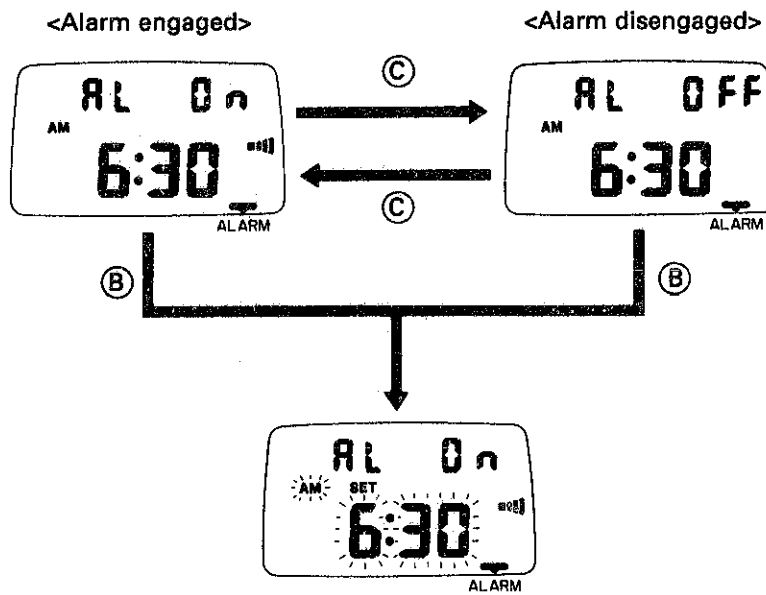 <Alarm engaged> <Alarm disengaged>
C
AL On AL OFF
AM AM
6:30 6:30
C
ALARM ALARM
B B
AL On
AM SET
6:30
ALARM